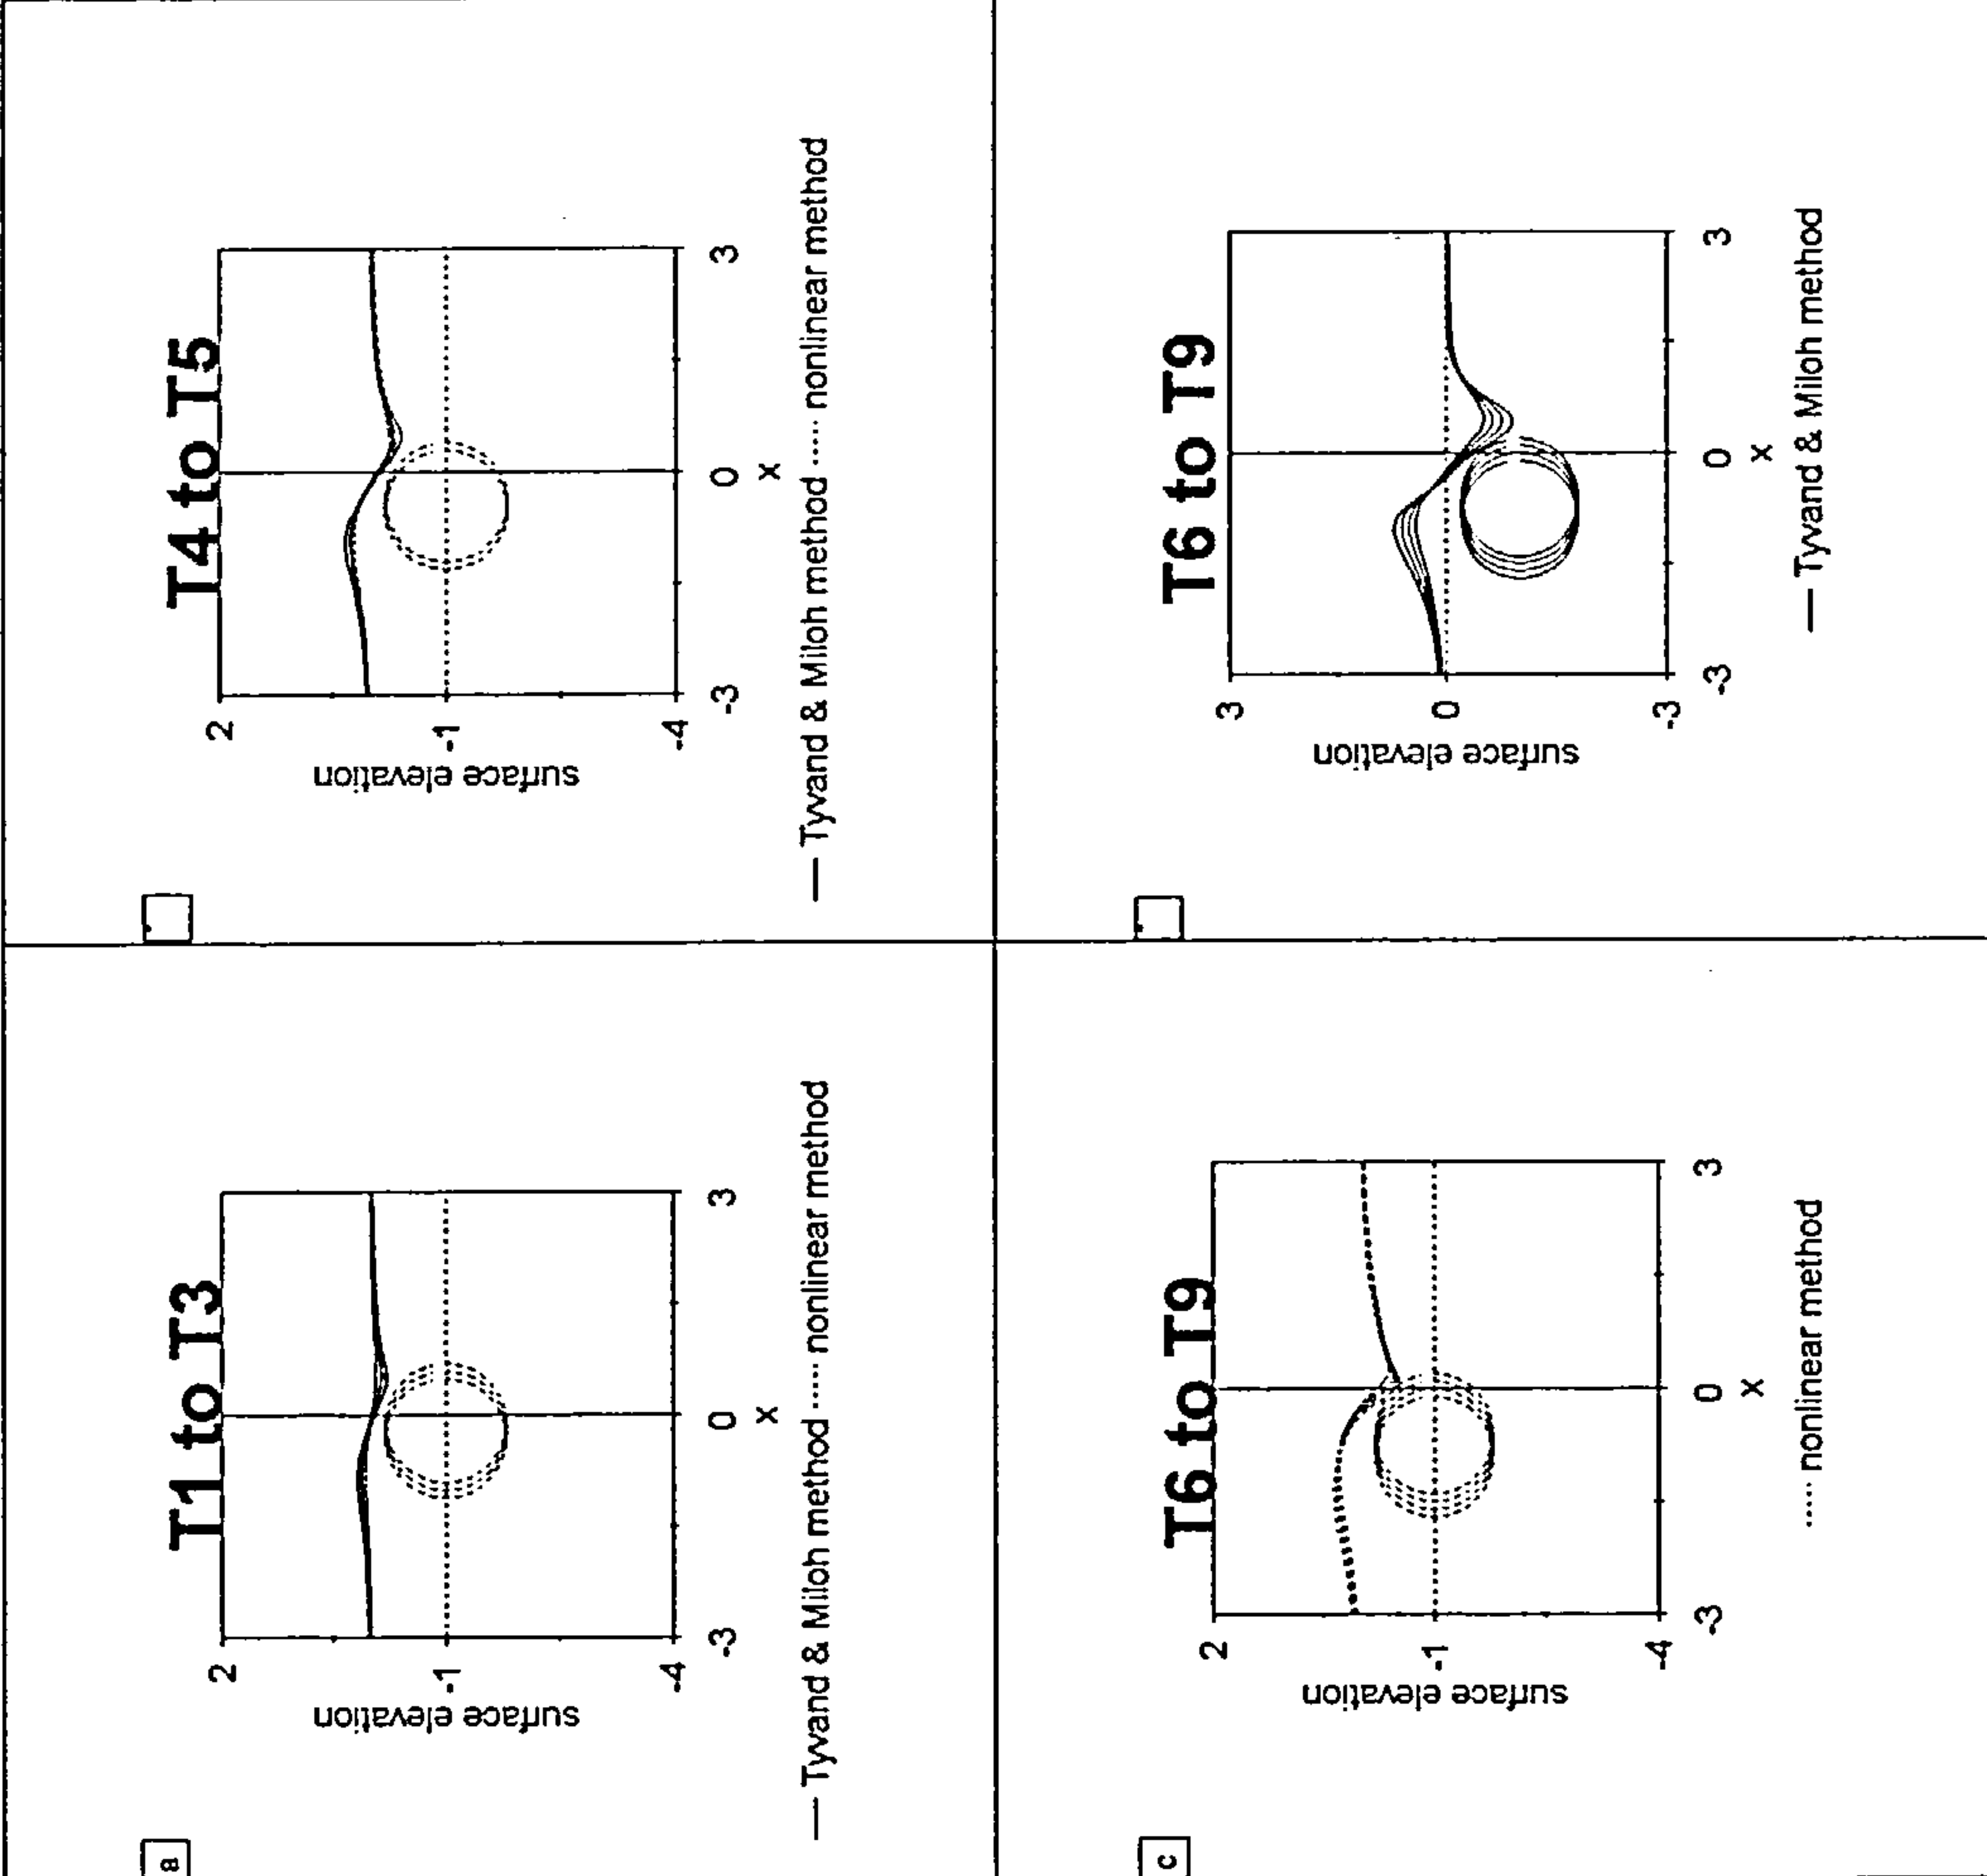 a
T1 to T3
2
-1
-4
surface elevation
-3
0
3
x
— Tyvand & Miloh method ····· nonlinear method
T4 to T5
2
-1
-4
surface elevation
-3
0
3
x
— Tyvand & Miloh method ····· nonlinear method
c
T6 to T9
2
-1
-4
surface elevation
-3
0
3
x
····· nonlinear method
T6 to T9
3
0
-3
surface elevation
-3
0
3
x
— Tyvand & Miloh method